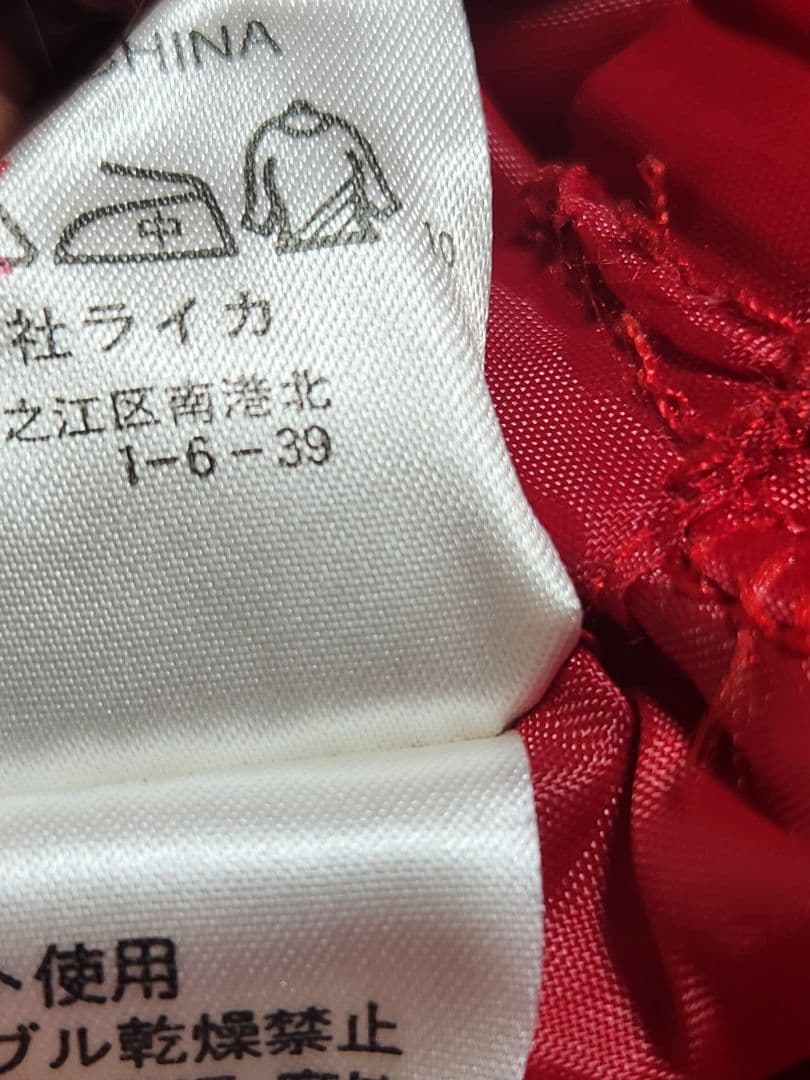 CHINA
中
社ライカ
之江区南港北
1-6-39
ト使用
ブル乾燥禁止